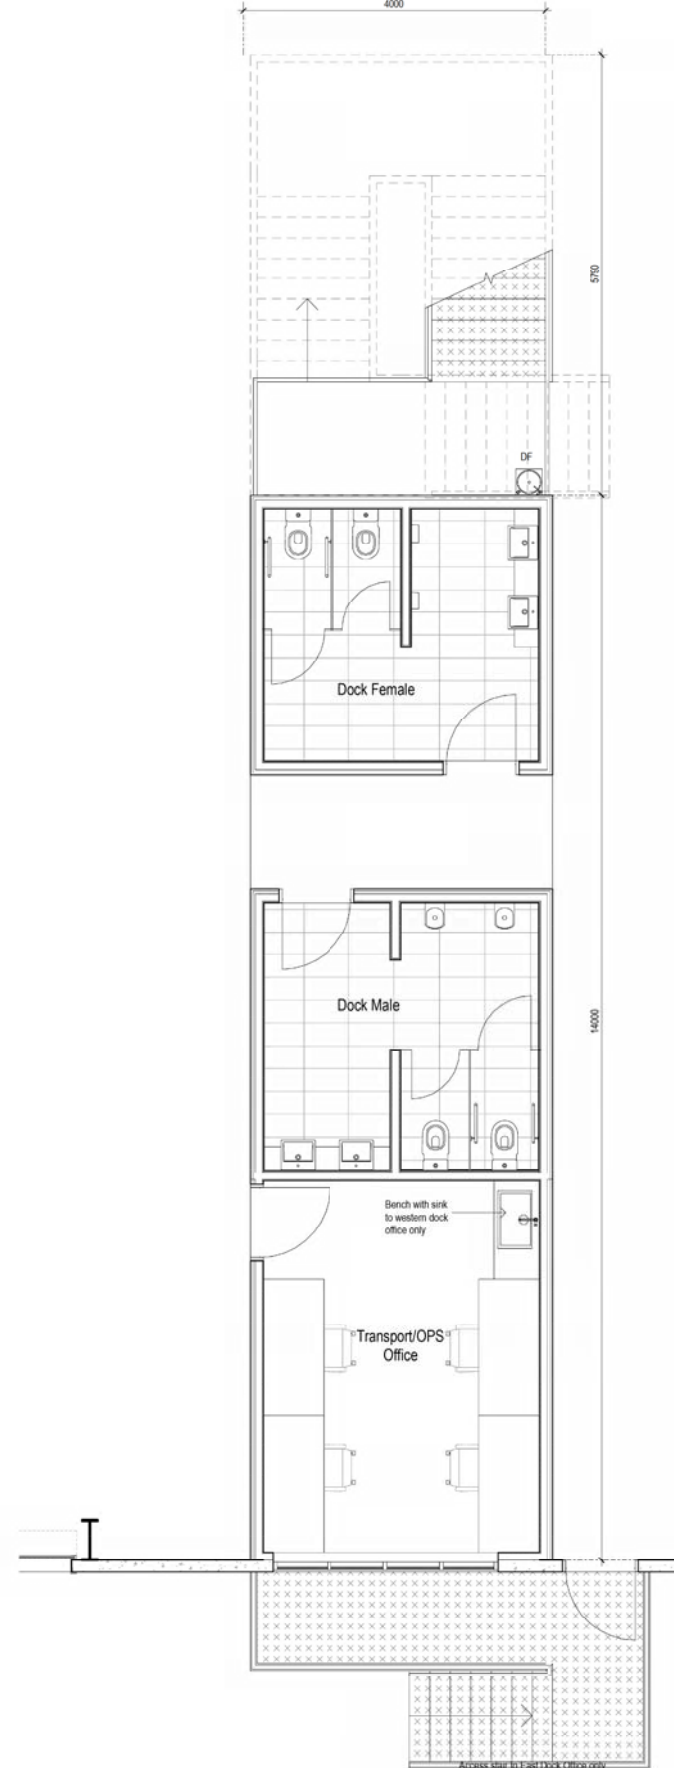 4000
5780
DF
Dock Female
Dock Male
14000
Bench with sink
to western dock
office only
Transport/OPS
Office
Access stair to East Dock Office only